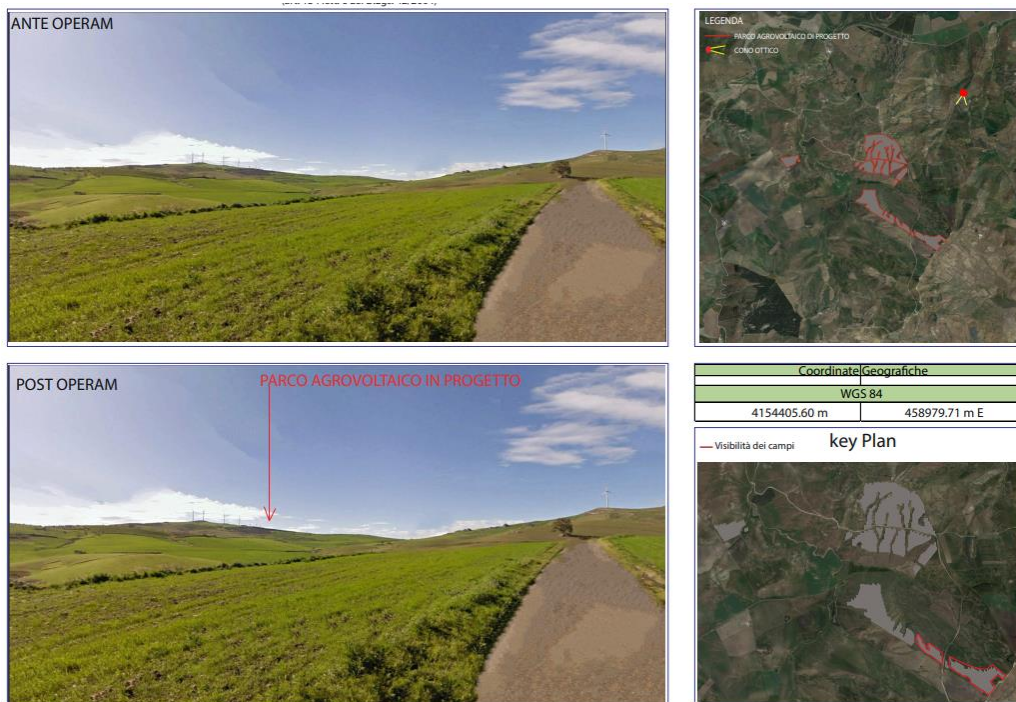 ANTE OPERAM
LEGENDA
PARCO AGROVOLTAICO DI PROGETTO
CONO OTTICO
POST OPERAM
PARCO AGROVOLTAICO IN PROGETTO
Coordinate Geografiche
WGS 84
4154405.60 m 458979.71 m E
Visibilità dei campi
key Plan